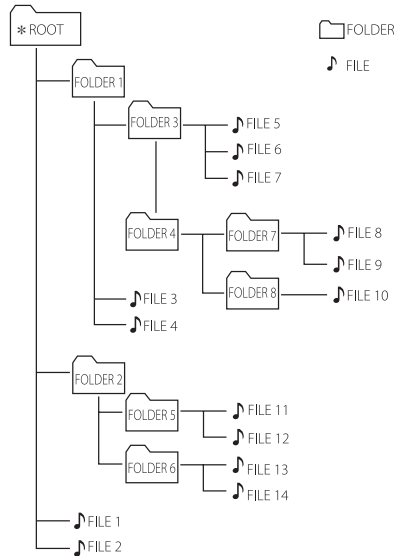 * ROOT
FOLDER
FILE
FOLDER 1
FOLDER 3
FILE 5
FILE 6
FILE 7
FOLDER 4
FOLDER 7
FILE 8
FILE 9
FOLDER 8
FILE 10
FILE 3
FILE 4
FOLDER 2
FOLDER 5
FILE 11
FILE 12
FOLDER 6
FILE 13
FILE 14
FILE 1
FILE 2